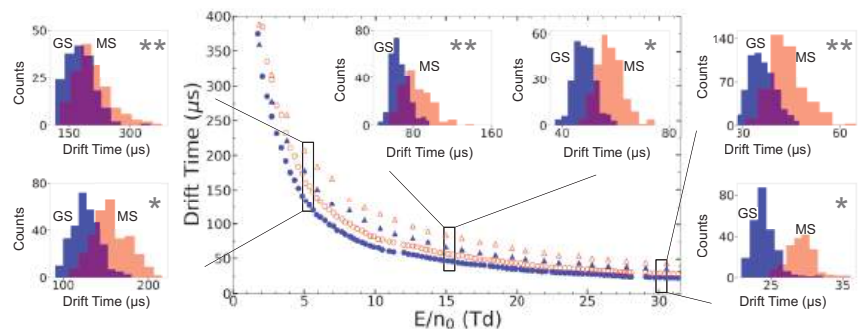 50
25
0
Counts
GS
MS
**
150
300
Drift Time (μs)
80
40
0
Counts
GS
MS
*
100
200
Drift Time (μs)
400
350
300
250
200
150
100
50
0
Drift Time (μs)
0
5
10
15
20
25
30
E/n0 (Td)
80
40
0
Counts
GS
MS
**
80
160
Drift Time (μs)
60
30
0
Counts
GS
MS
*
40
80
Drift Time (μs)
140
70
0
Counts
GS
MS
**
30
60
Drift Time (μs)
80
40
0
Counts
GS
MS
*
25
35
Drift Time (μs)